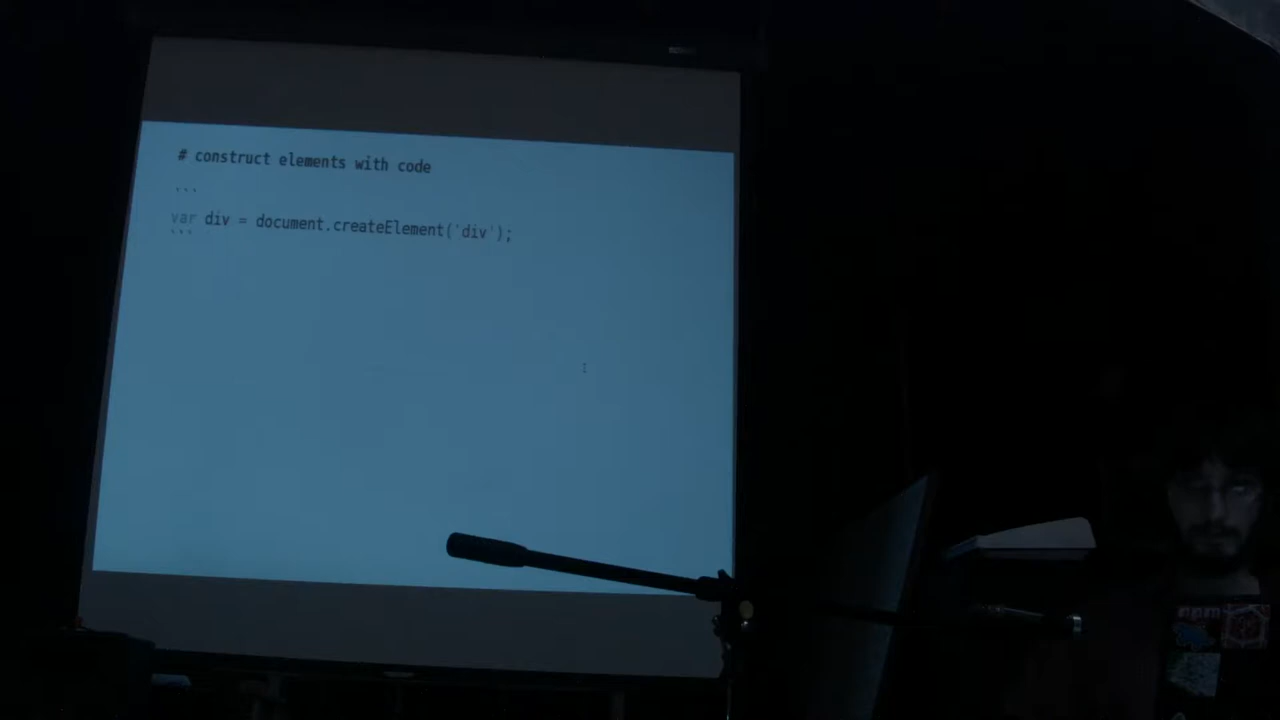 # construct elements with code
```
var div = document.createElement('div');
```